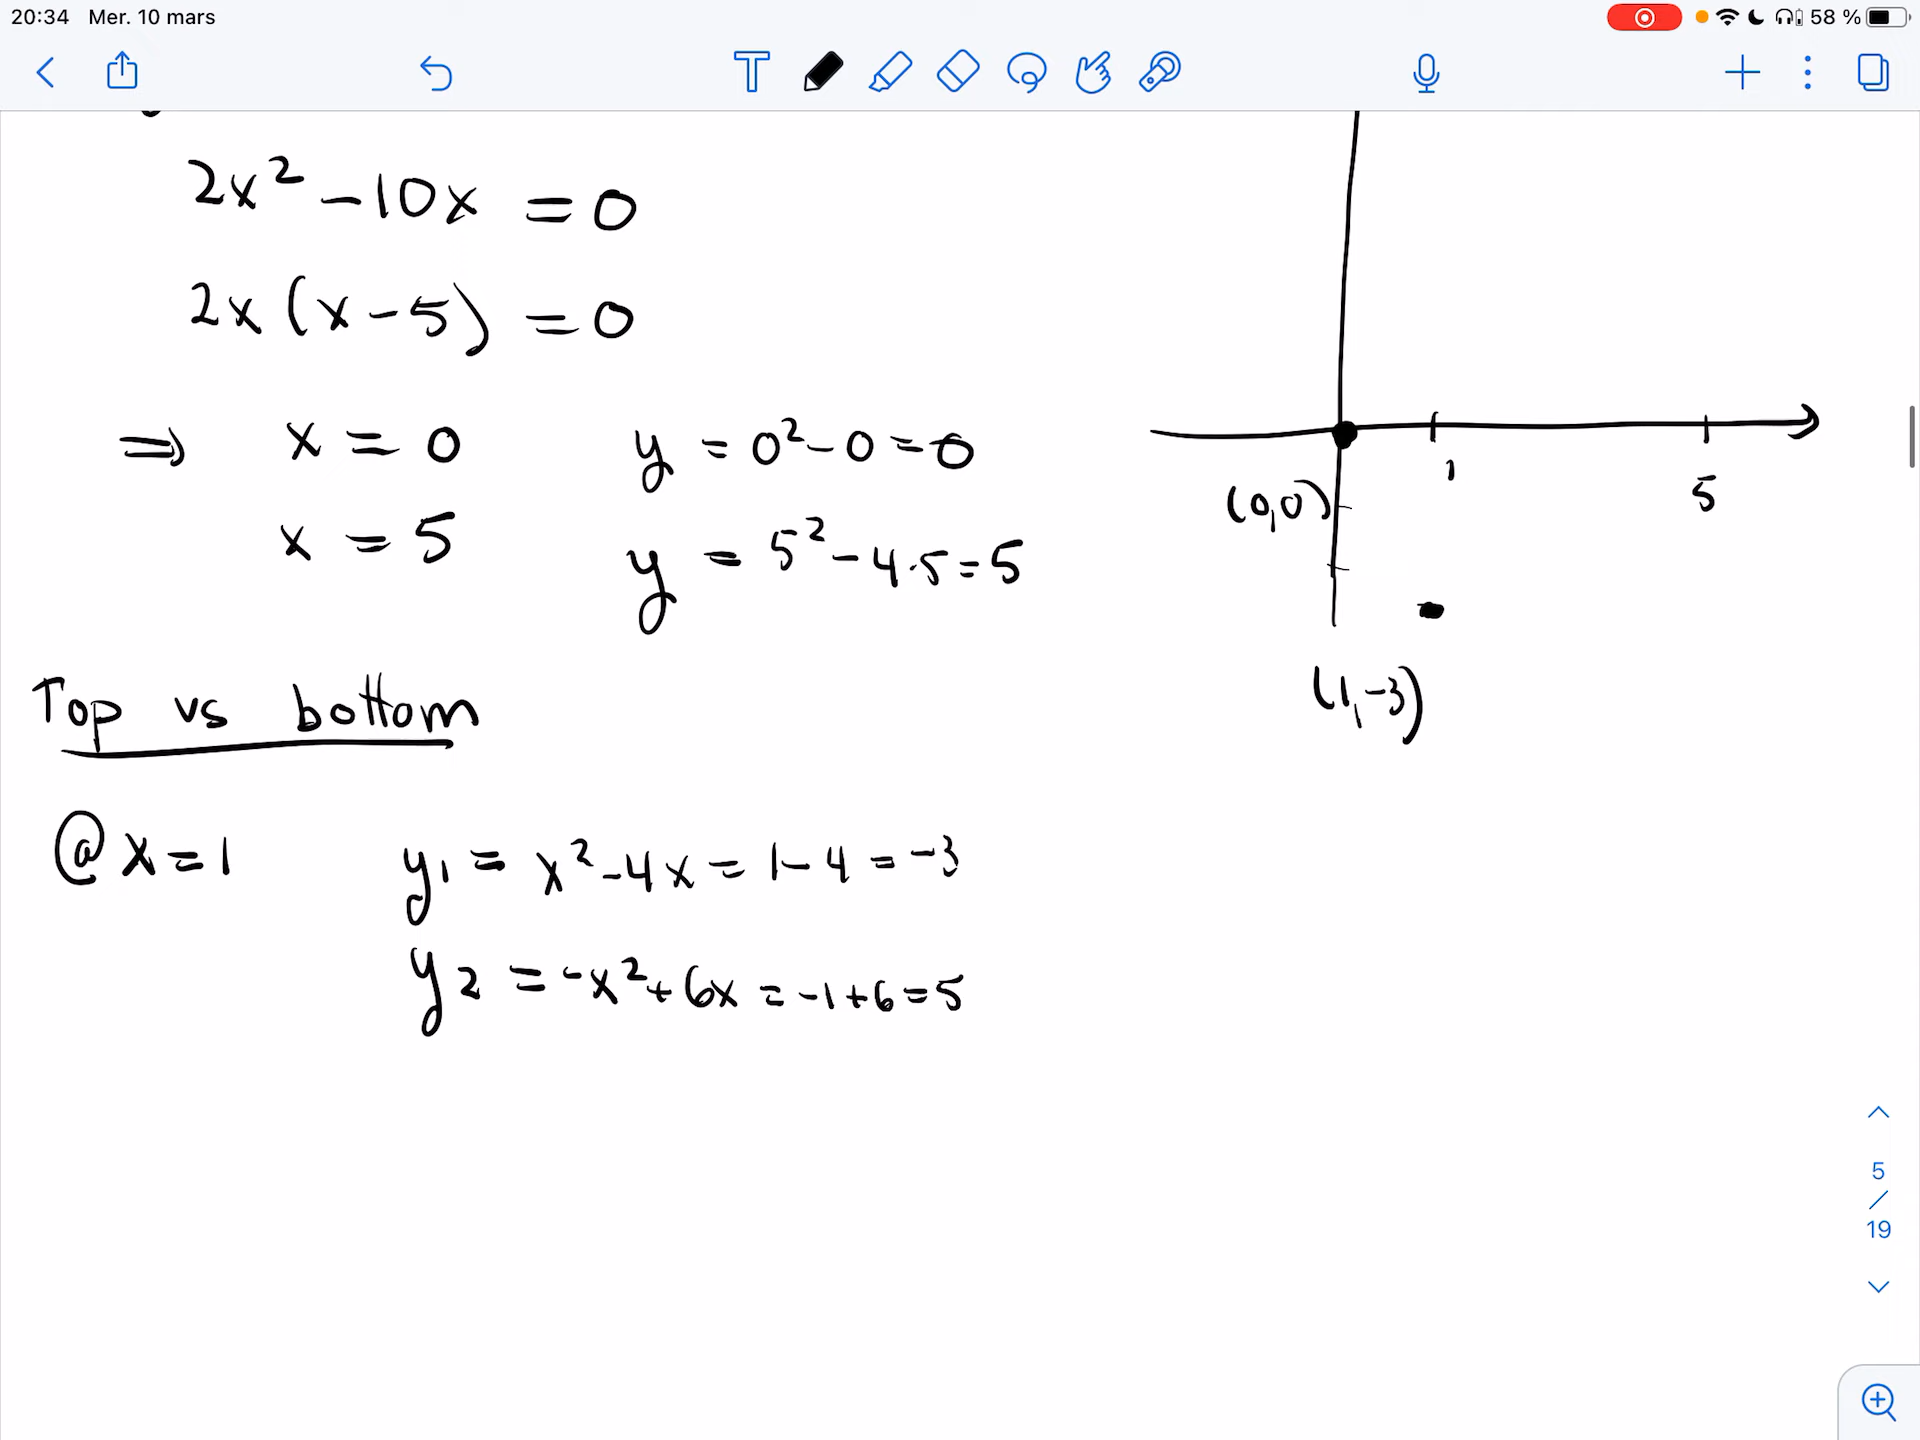 20:34 Mer. 10 mars 58 %
T
2x² - 10x = 0
2x (x - 5) = 0
⇒ x = 0 y = 0² - 0 = 0
x = 5 y = 5² - 4·5 = 5
1
5
(0,0)
(1,-3)
Top vs bottom
@ x = 1 y₁ = x² - 4x = 1 - 4 = -3
y₂ = -x² + 6x = -1 + 6 = 5
5
/
19